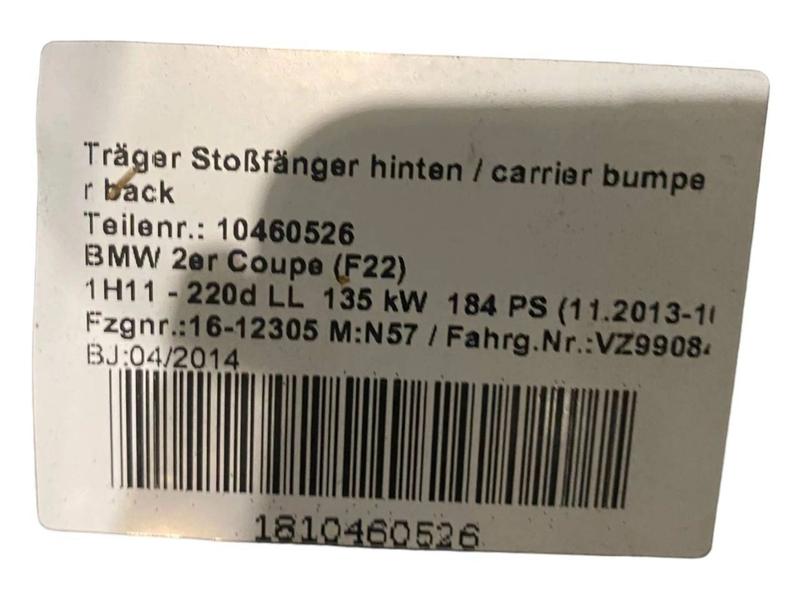 Träger Stoßfänger hinten / carrier bumpe
r back
Teilenr.: 10460526
BMW 2er Coupe (F22)
1H11 - 220d LL 135 kW 184 PS (11.2013-1
Fzgnr.:16-12305 M:N57 / Fahrg.Nr.:VZ9908
BJ:04/2014
1810460526